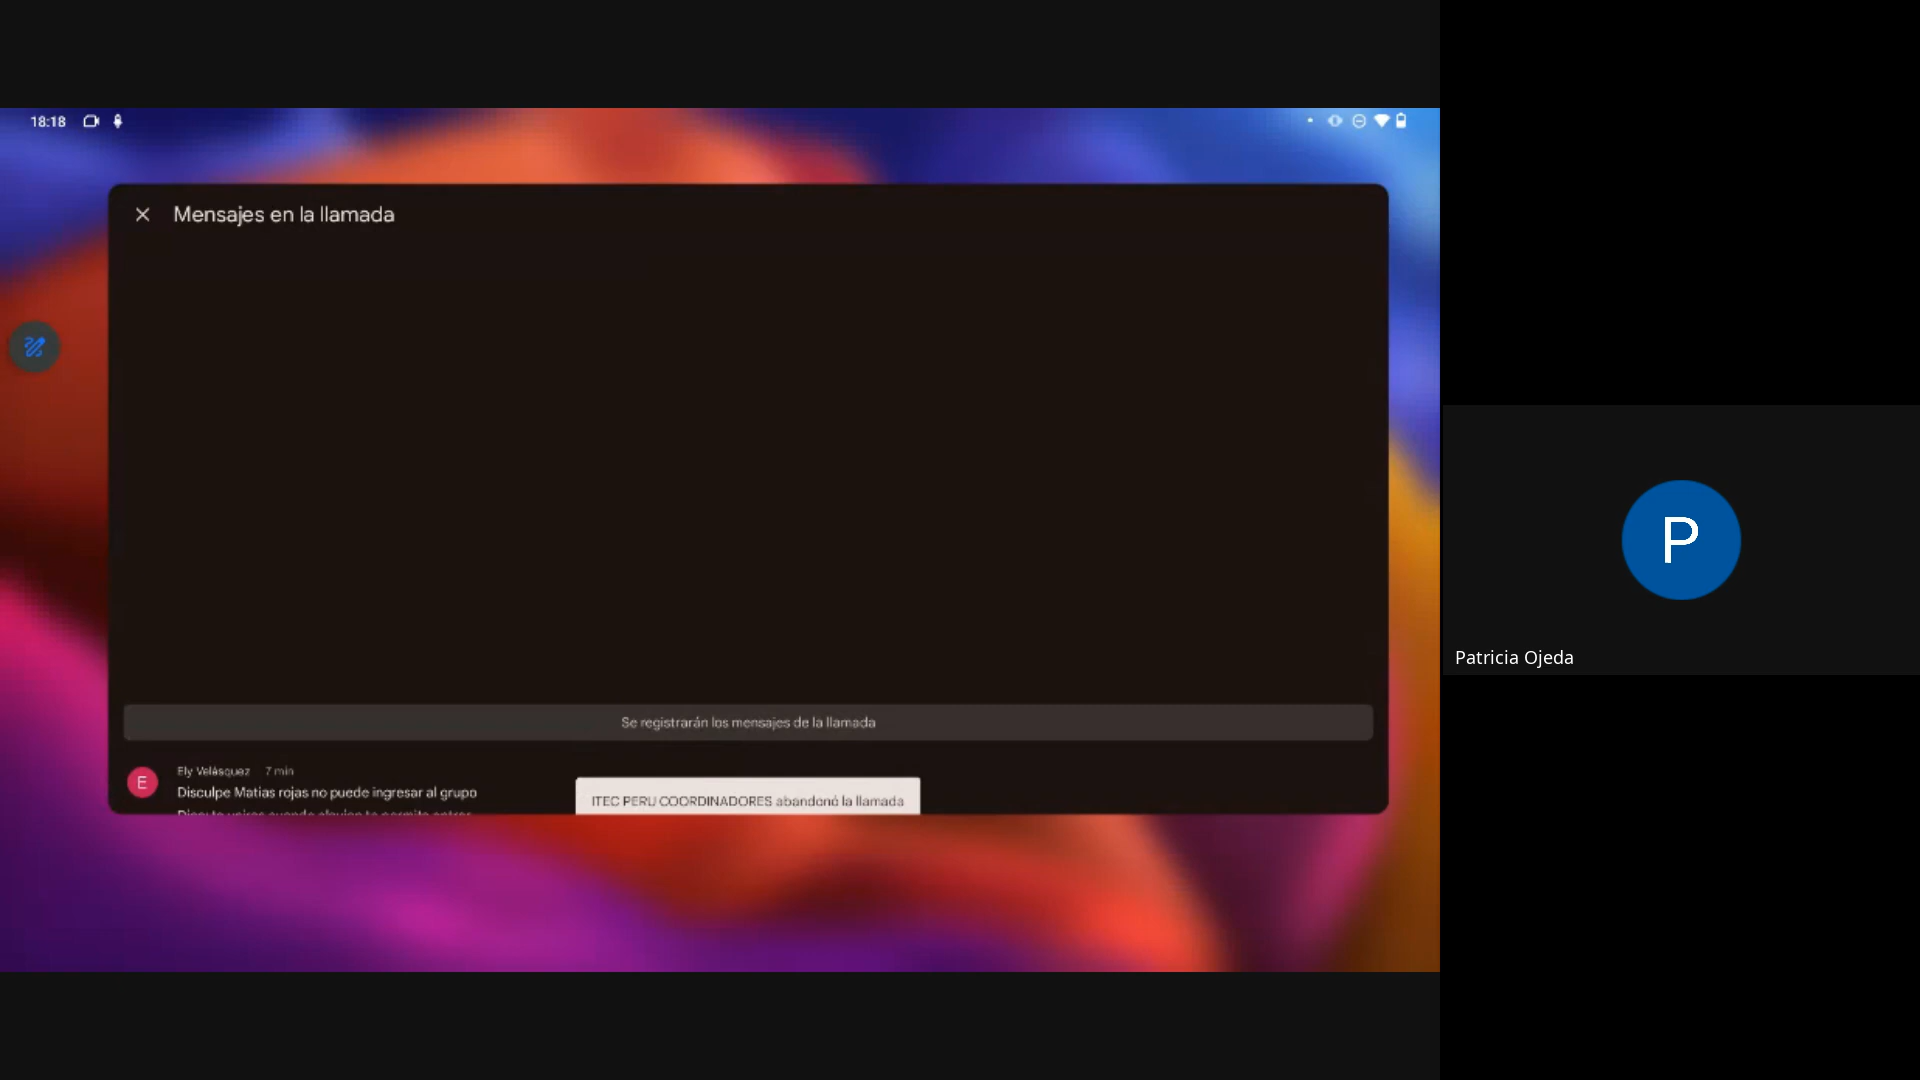 18:18
Mensajes en la llamada
Se registrarán los mensajes de la llamada
E
Ely Velásquez 7 min
Disculpe Matias rojas no puede ingresar al grupo
ITEC PERU COORDINADORES abandonó la llamada
P
Patricia Ojeda